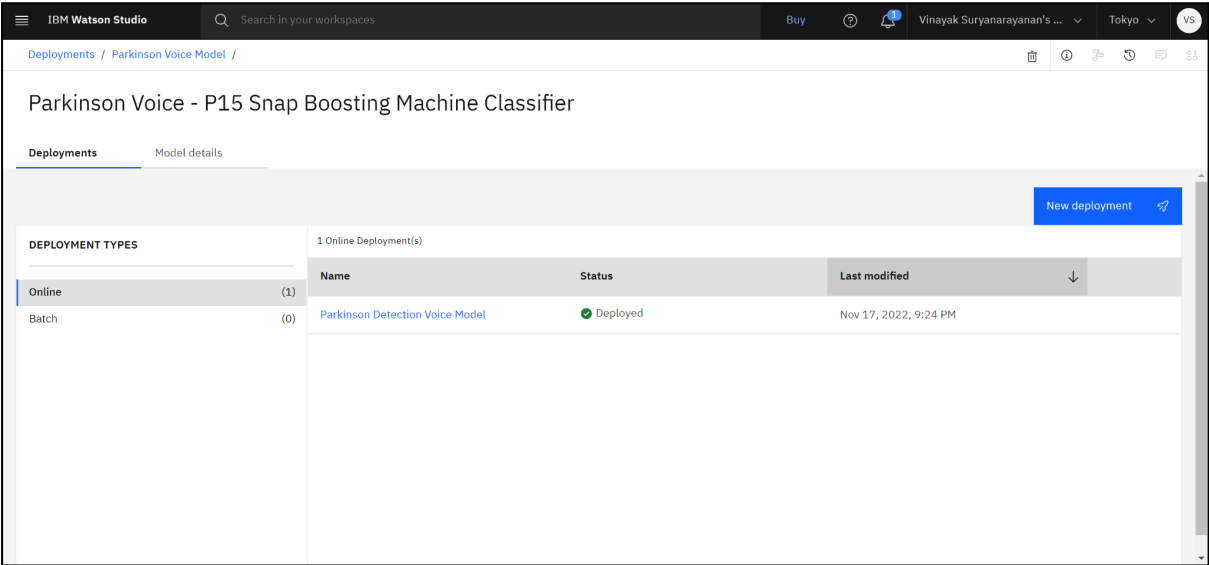 IBM Watson Studio Search in your workspaces Buy 1 Vinayak Suryanarayanan's ... Tokyo VS
Deployments / Parkinson Voice Model /
Parkinson Voice - P15 Snap Boosting Machine Classifier
Deployments Model details
New deployment
DEPLOYMENT TYPES
1 Online Deployment(s)
Name Status Last modified
Online (1)
Batch (0)
Parkinson Detection Voice Model Deployed Nov 17, 2022, 9:24 PM